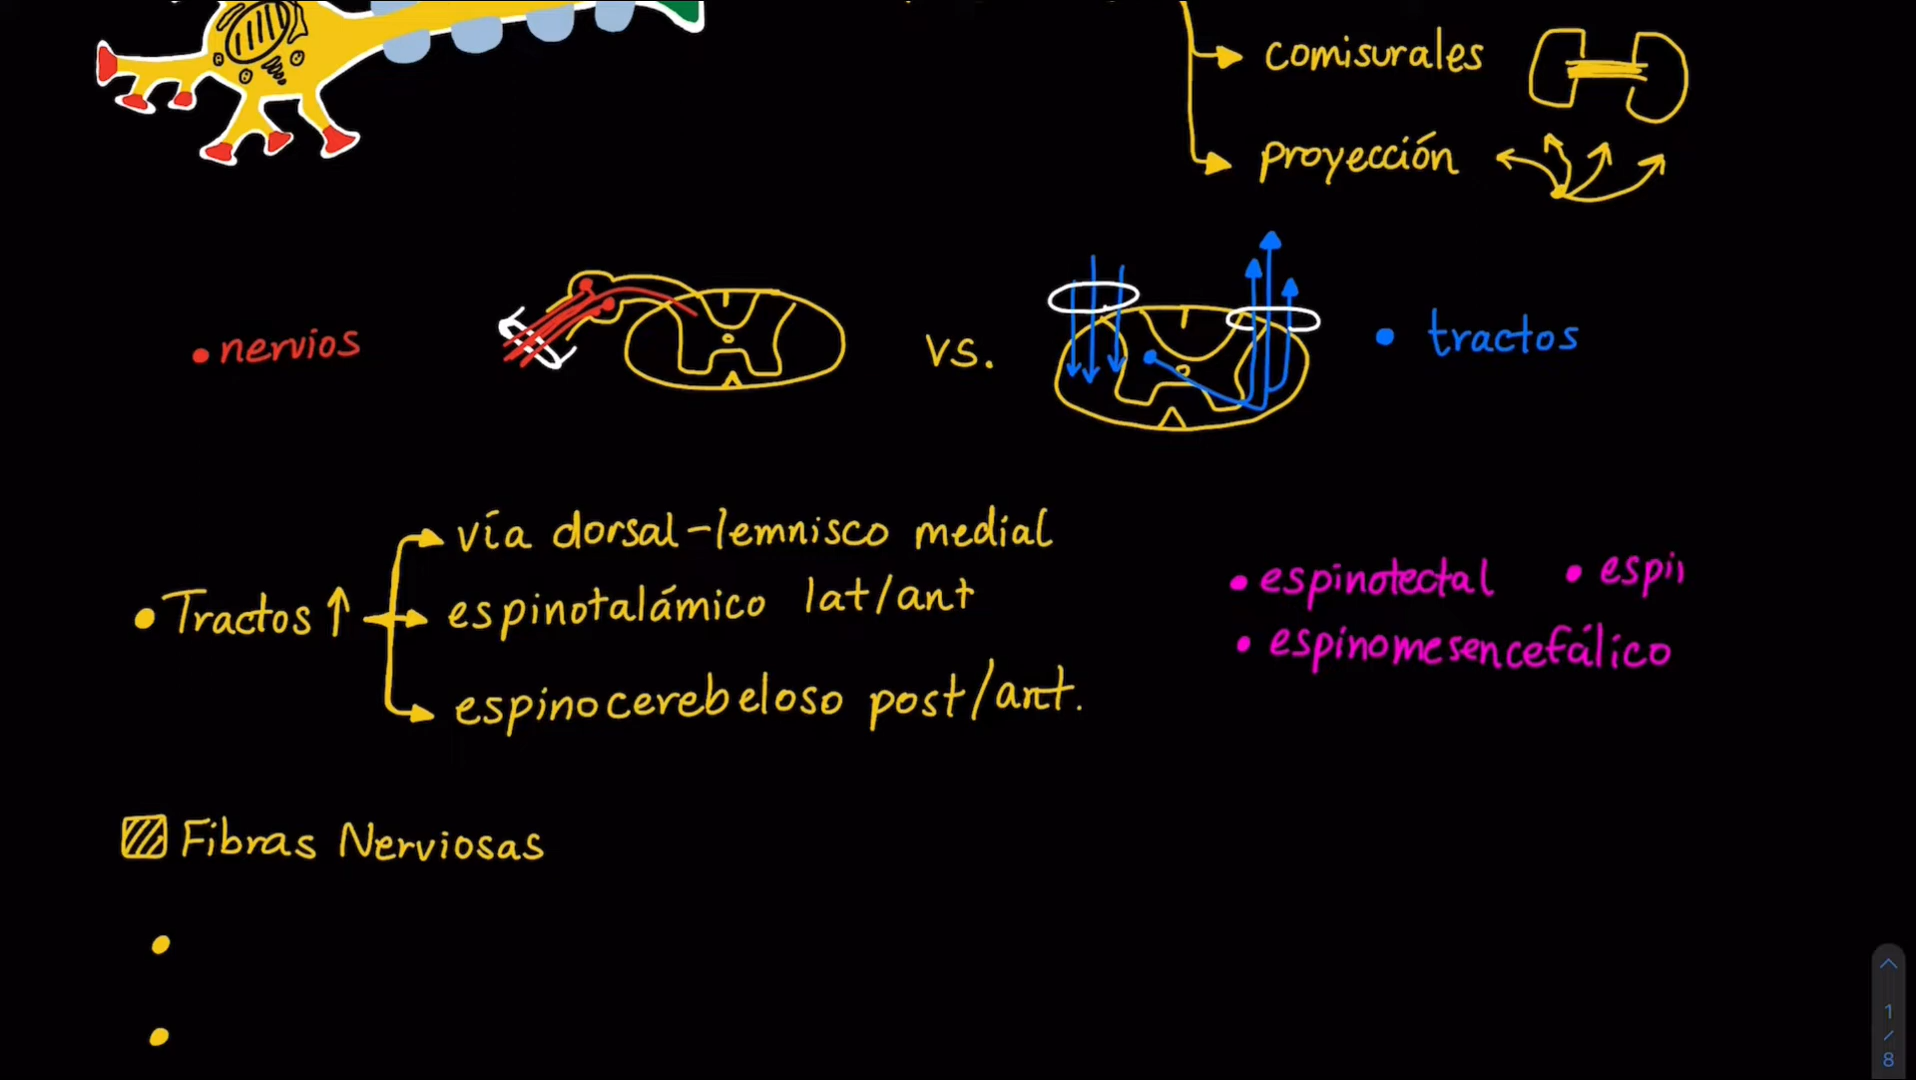 comisurales
proyección
• nervios
vs.
• tractos
vía dorsal-lemnisco medial
• Tractos ↑
espinotalámico lat/ant
espinocerebeloso post/ant.
• espinotectal
• espin
• espinomesencefálico
Fibras Nerviosas
1
/
8